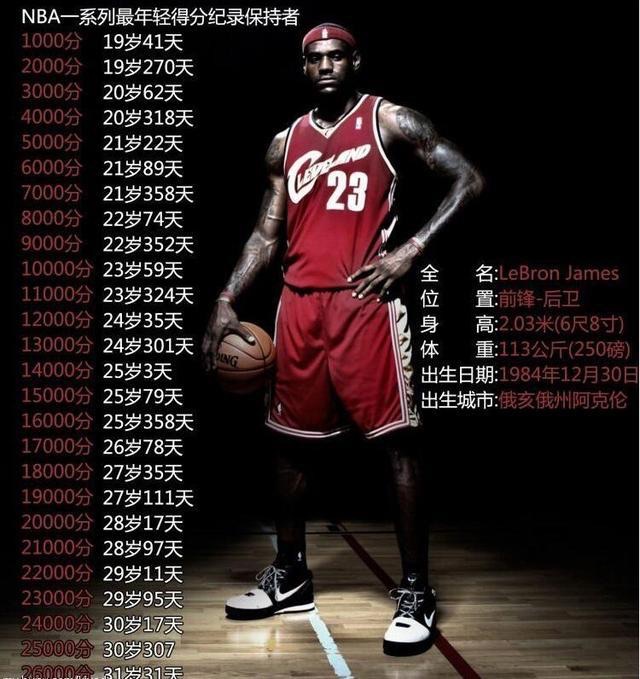 NBA一系列最年轻得分纪录保持者
1000分 19岁41天
2000分 19岁270天
3000分 20岁62天
4000分 20岁318天
5000分 21岁22天
6000分 21岁89天
7000分 21岁358天
8000分 22岁74天
9000分 22岁352天
10000分 23岁59天
11000分 23岁324天
12000分 24岁35天
13000分 24岁301天
14000分 25岁3天
15000分 25岁79天
16000分 25岁358天
17000分 26岁78天
18000分 27岁35天
19000分 27岁111天
20000分 28岁17天
21000分 28岁97天
22000分 29岁11天
23000分 29岁95天
24000分 30岁17天
25000分 30岁307
26000分 31岁31天
CLEVELAND
23
DING
全 名:LeBron James
位 置:前锋-后卫
身 高:2.03米(6尺8寸)
体 重:113公斤(250磅)
出生日期:1984年12月30日
出生城市:俄亥俄州阿克伦